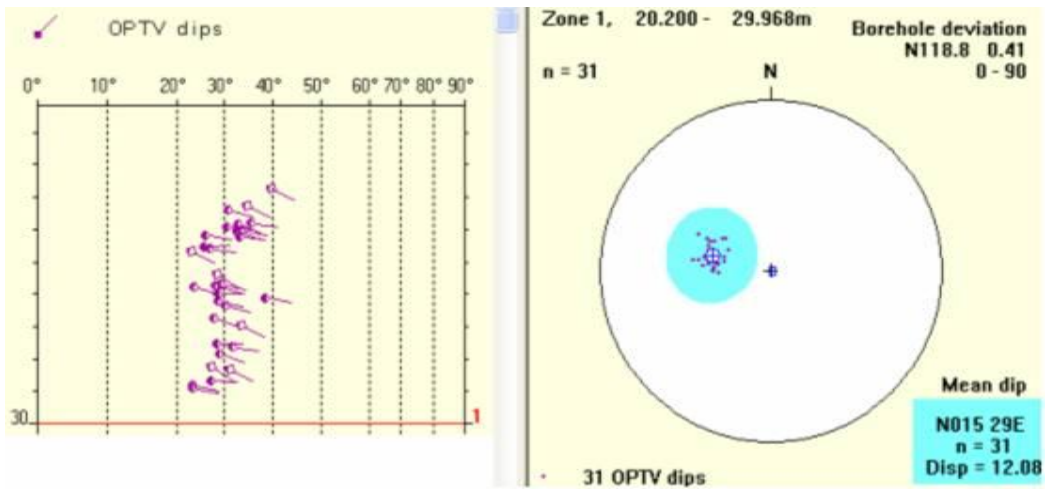 OPTV dips
0° 10° 20° 30° 40° 50° 60° 70° 80° 90°
30
1
Zone 1, 20.200 - 29.968m
Borehole deviation
N118.8 0.41
0 - 90
n = 31
N
Mean dip
N015 29E
n = 31
Disp = 12.08
31 OPTV dips